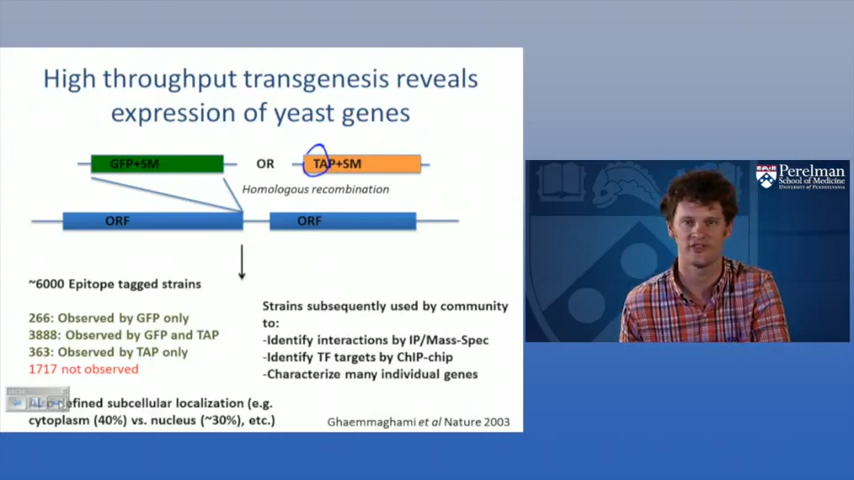 High throughput transgenesis reveals
expression of yeast genes
GFP+SM
OR
TAP+SM
Homologous recombination
ORF
ORF
~6000 Epitope tagged strains
266: Observed by GFP only
3888: Observed by GFP and TAP
363: Observed by TAP only
1717 not observed
defined subcellular localization (e.g.
cytoplasm (40%) vs. nucleus (~30%), etc.)
Strains subsequently used by community
to:
-Identify interactions by IP/Mass-Spec
-Identify TF targets by ChIP-chip
-Characterize many individual genes
Ghaemmaghami et al Nature 2003
Perelman
School of Medicine
University of Pennsylvania